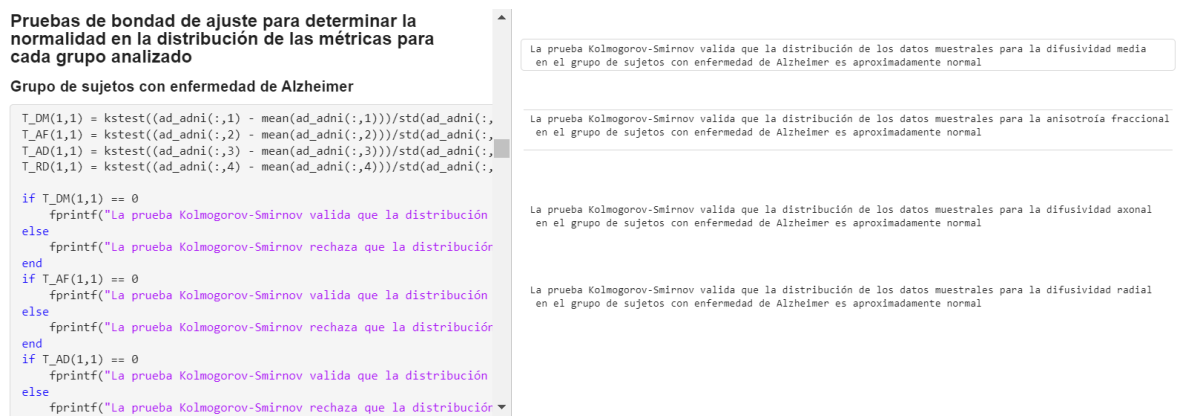 Pruebas de bondad de ajuste para determinar la
normalidad en la distribución de las métricas para
cada grupo analizado
Grupo de sujetos con enfermedad de Alzheimer
T_DM(1,1) = kstest((ad_adni(:,1) - mean(ad_adni(:,1)))/std(ad_adni(:,
T_AF(1,1) = kstest((ad_adni(:,2) - mean(ad_adni(:,2)))/std(ad_adni(:,
T_AD(1,1) = kstest((ad_adni(:,3) - mean(ad_adni(:,3)))/std(ad_adni(:,
T_RD(1,1) = kstest((ad_adni(:,4) - mean(ad_adni(:,4)))/std(ad_adni(:,
if T_DM(1,1) == 0
fprintf("La prueba Kolmogorov-Smirnov valida que la distribución
else
fprintf("La prueba Kolmogorov-Smirnov rechaza que la distribución
end
if T_AF(1,1) == 0
fprintf("La prueba Kolmogorov-Smirnov valida que la distribución
else
fprintf("La prueba Kolmogorov-Smirnov rechaza que la distribución
end
if T_AD(1,1) == 0
fprintf("La prueba Kolmogorov-Smirnov valida que la distribución
else
fprintf("La prueba Kolmogorov-Smirnov rechaza que la distribución
La prueba Kolmogorov-Smirnov valida que la distribución de los datos muestrales para la difusividad media
en el grupo de sujetos con enfermedad de Alzheimer es aproximadamente normal
La prueba Kolmogorov-Smirnov valida que la distribución de los datos muestrales para la anisotroía fraccional
en el grupo de sujetos con enfermedad de Alzheimer es aproximadamente normal
La prueba Kolmogorov-Smirnov valida que la distribución de los datos muestrales para la difusividad axonal
en el grupo de sujetos con enfermedad de Alzheimer es aproximadamente normal
La prueba Kolmogorov-Smirnov valida que la distribución de los datos muestrales para la difusividad radial
en el grupo de sujetos con enfermedad de Alzheimer es aproximadamente normal